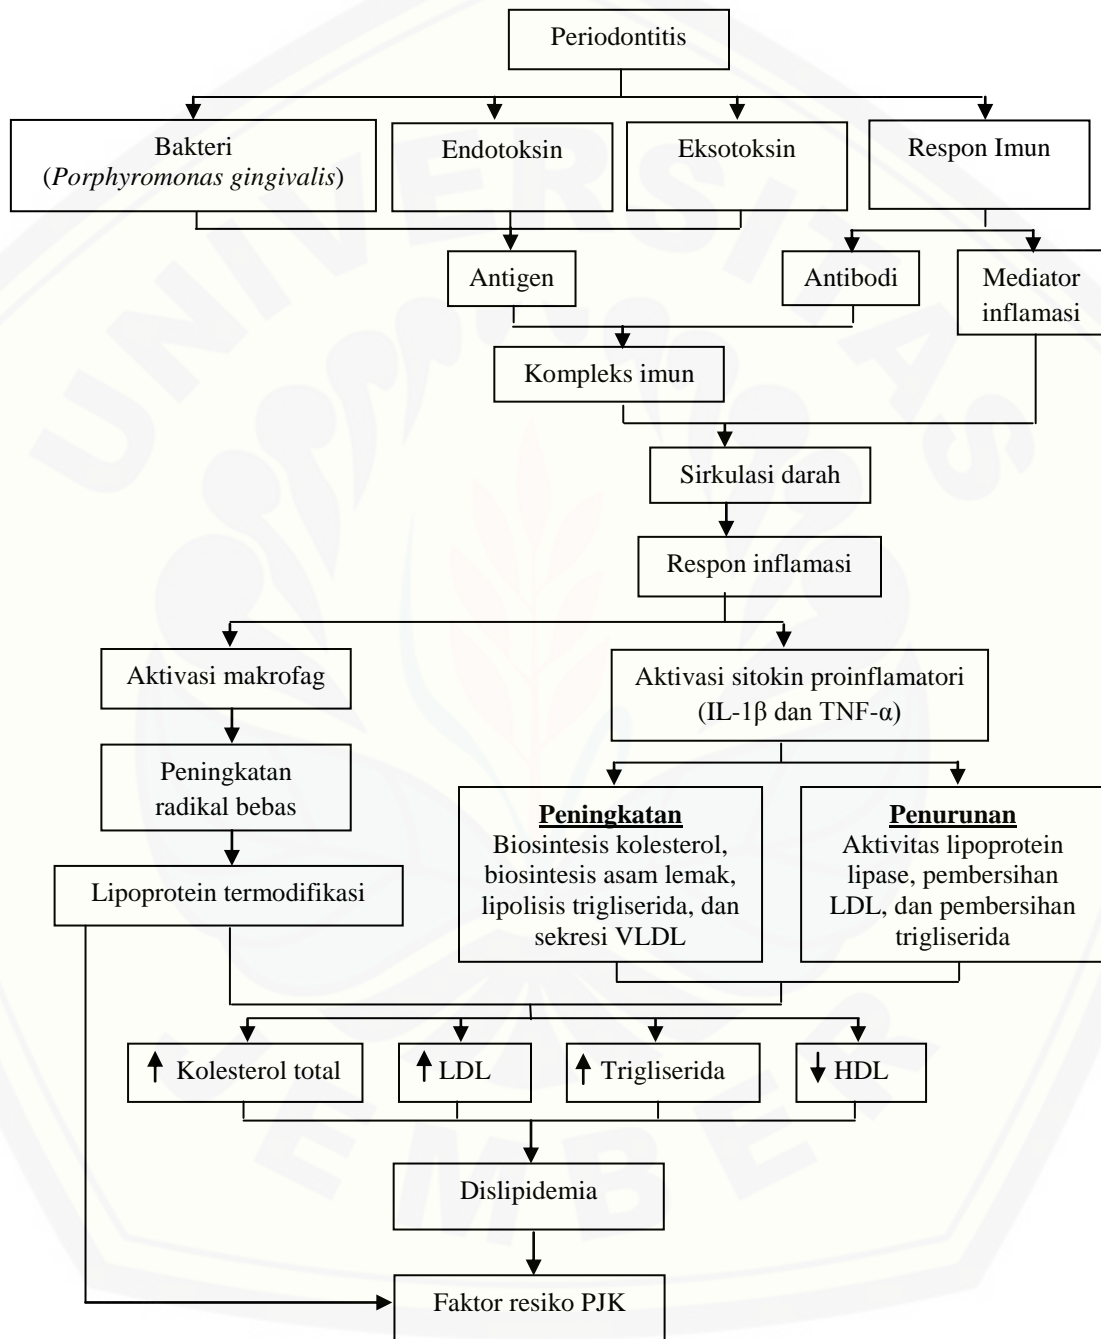 Periodontitis
Bakteri
(Porphyromonas gingivalis)
Endotoksin
Eksotoksin
Respon Imun
Antigen
Antibodi
Mediator
inflamasi
Kompleks imun
Sirkulasi darah
Respon inflamasi
Aktivasi makrofag
Aktivasi sitokin proinflamatori
(IL-1β dan TNF-α)
Peningkatan
radikal bebas
Peningkatan
Biosintesis kolesterol,
biosintesis asam lemak,
lipolisis trigliserida, dan
sekresi VLDL
Penurunan
Aktivitas lipoprotein
lipase, pembersihan
LDL, dan pembersihan
trigliserida
Lipoprotein termodifikasi
↑ Kolesterol total
↑ LDL
↑ Trigliserida
↓ HDL
Dislipidemia
Faktor resiko PJK
UNIVERSITAS
JEMBER